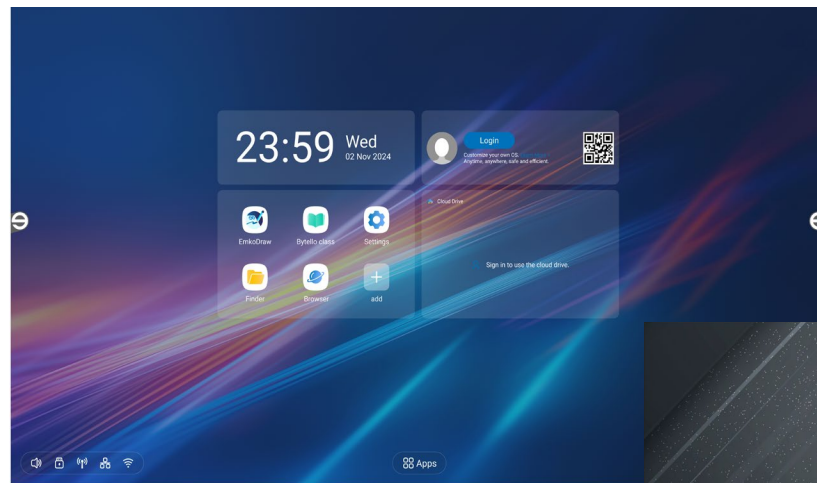 23:59
Wed
02 Nov 2024
Login
Customize your own OS.
Anytime, anywhere, safe and efficient.
Cloud Drive
EmkoDraw
Bytello class
Settings
Sign in to use the cloud drive.
Finder
Browser
add
Apps